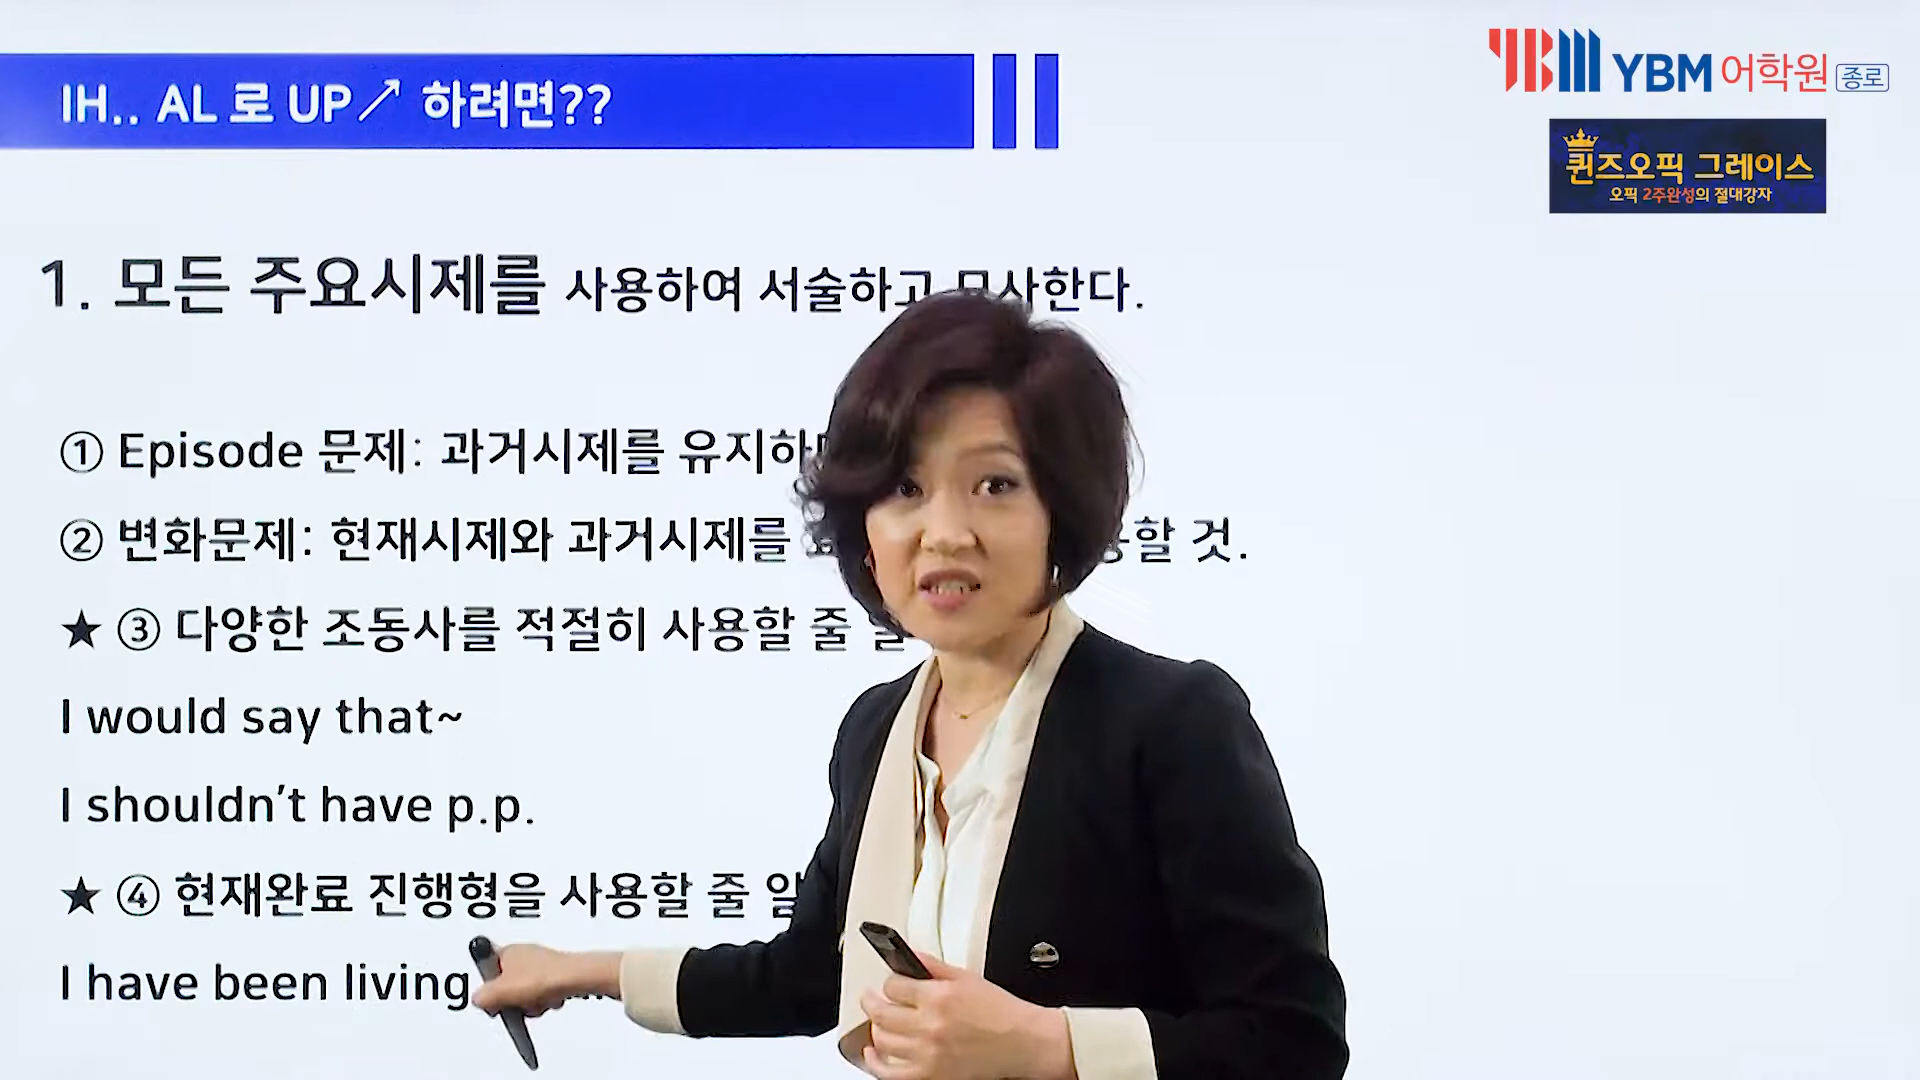 IH.. AL 로 UP↗ 하려면??
YBM 어학원 종로
퀸즈오픽 그레이스
오픽 2주완성의 절대강자
1. 모든 주요시제를 사용하여 서술하고 묘사한다.
① Episode 문제: 과거시제를
② 변화문제: 현재시제와 과거시제를 것.
★ ③ 다양한 조동사를 적절히 사용할 줄
I would say that~
I shouldn't have p.p.
★ ④ 현재완료 진행형을 사용할 줄
I have been living